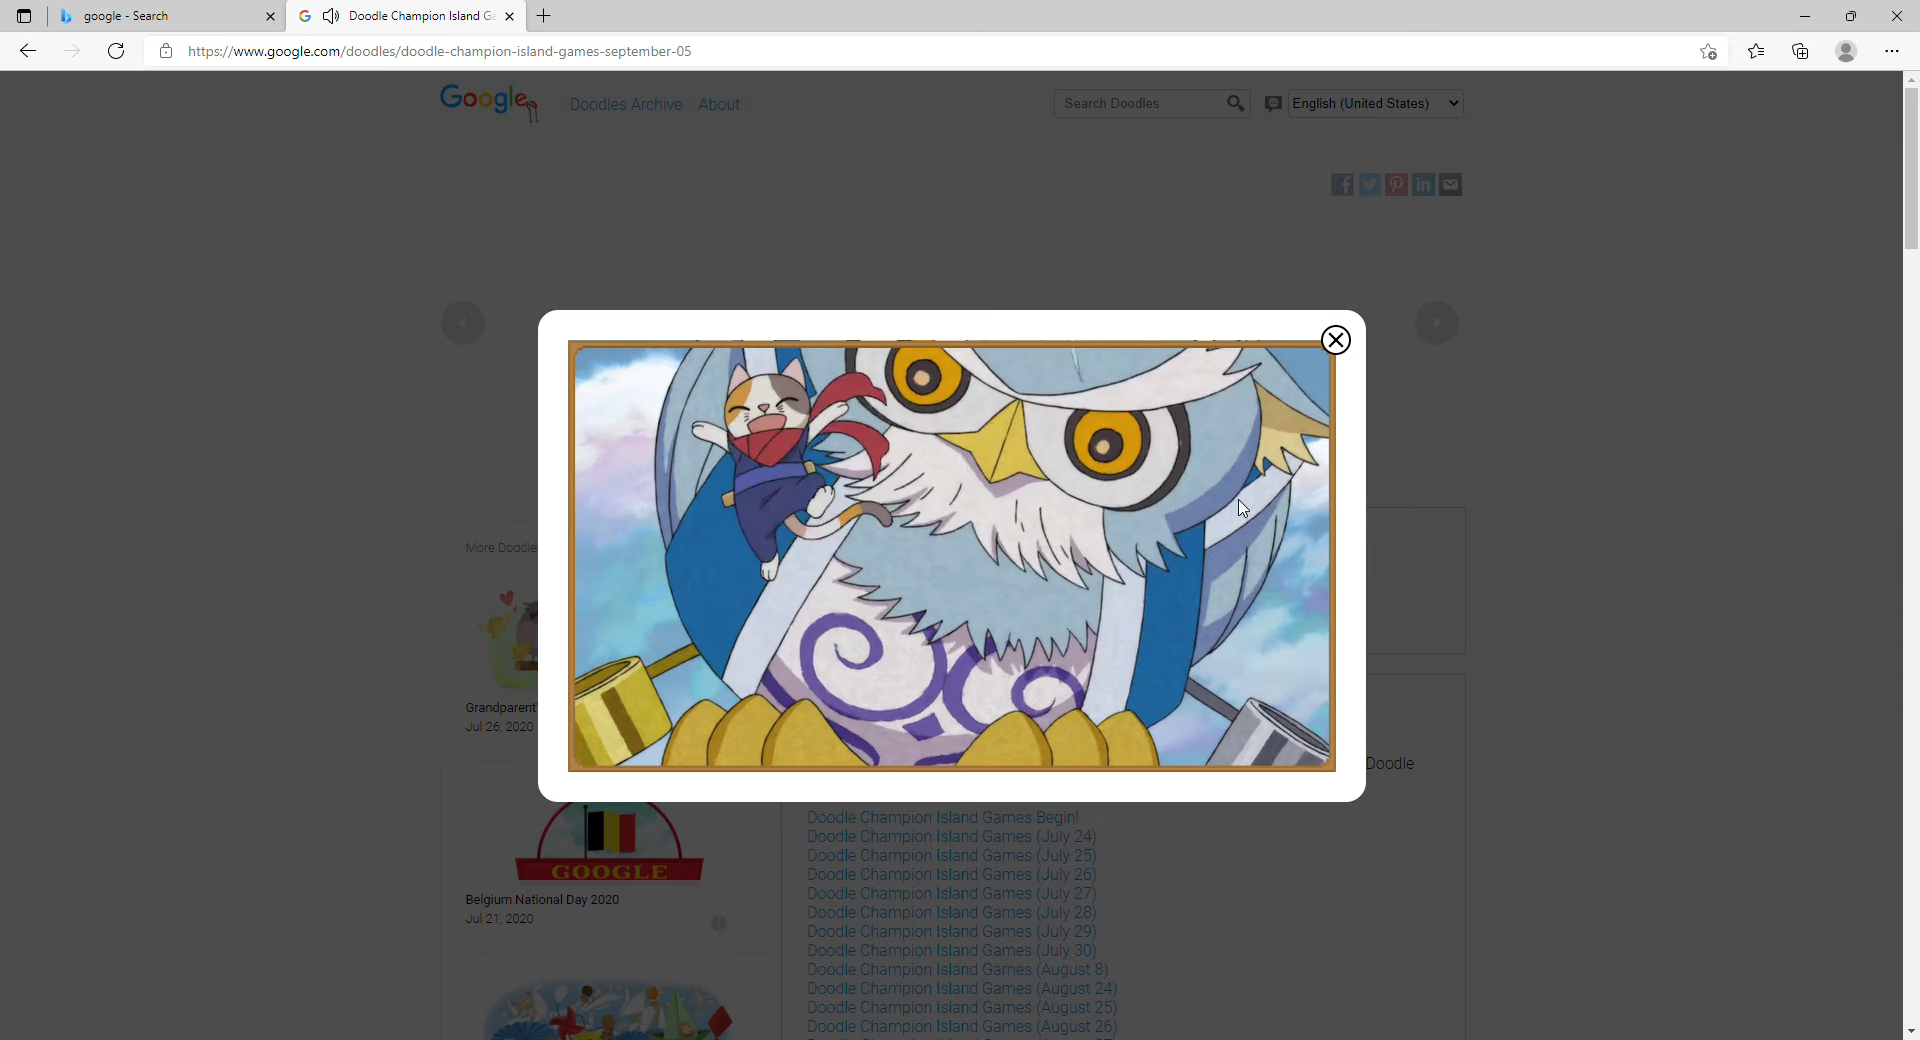 google - Search
Doodle Champion Island Ga
https://www.google.com/doodles/doodle-champion-island-games-september-05
Google
Doodles Archive
About
Search Doodles
English (United States)
More Doodle
Grandparent'
Jul 26, 2020
Doodle
GOOGLE
Belgium National Day 2020
Jul 21, 2020
Doodle Champion Island Games Begin!
Doodle Champion Island Games (July 24)
Doodle Champion Island Games (July 25)
Doodle Champion Island Games (July 26)
Doodle Champion Island Games (July 27)
Doodle Champion Island Games (July 28)
Doodle Champion Island Games (July 29)
Doodle Champion Island Games (July 30)
Doodle Champion Island Games (August 8)
Doodle Champion Island Games (August 24)
Doodle Champion Island Games (August 25)
Doodle Champion Island Games (August 26)